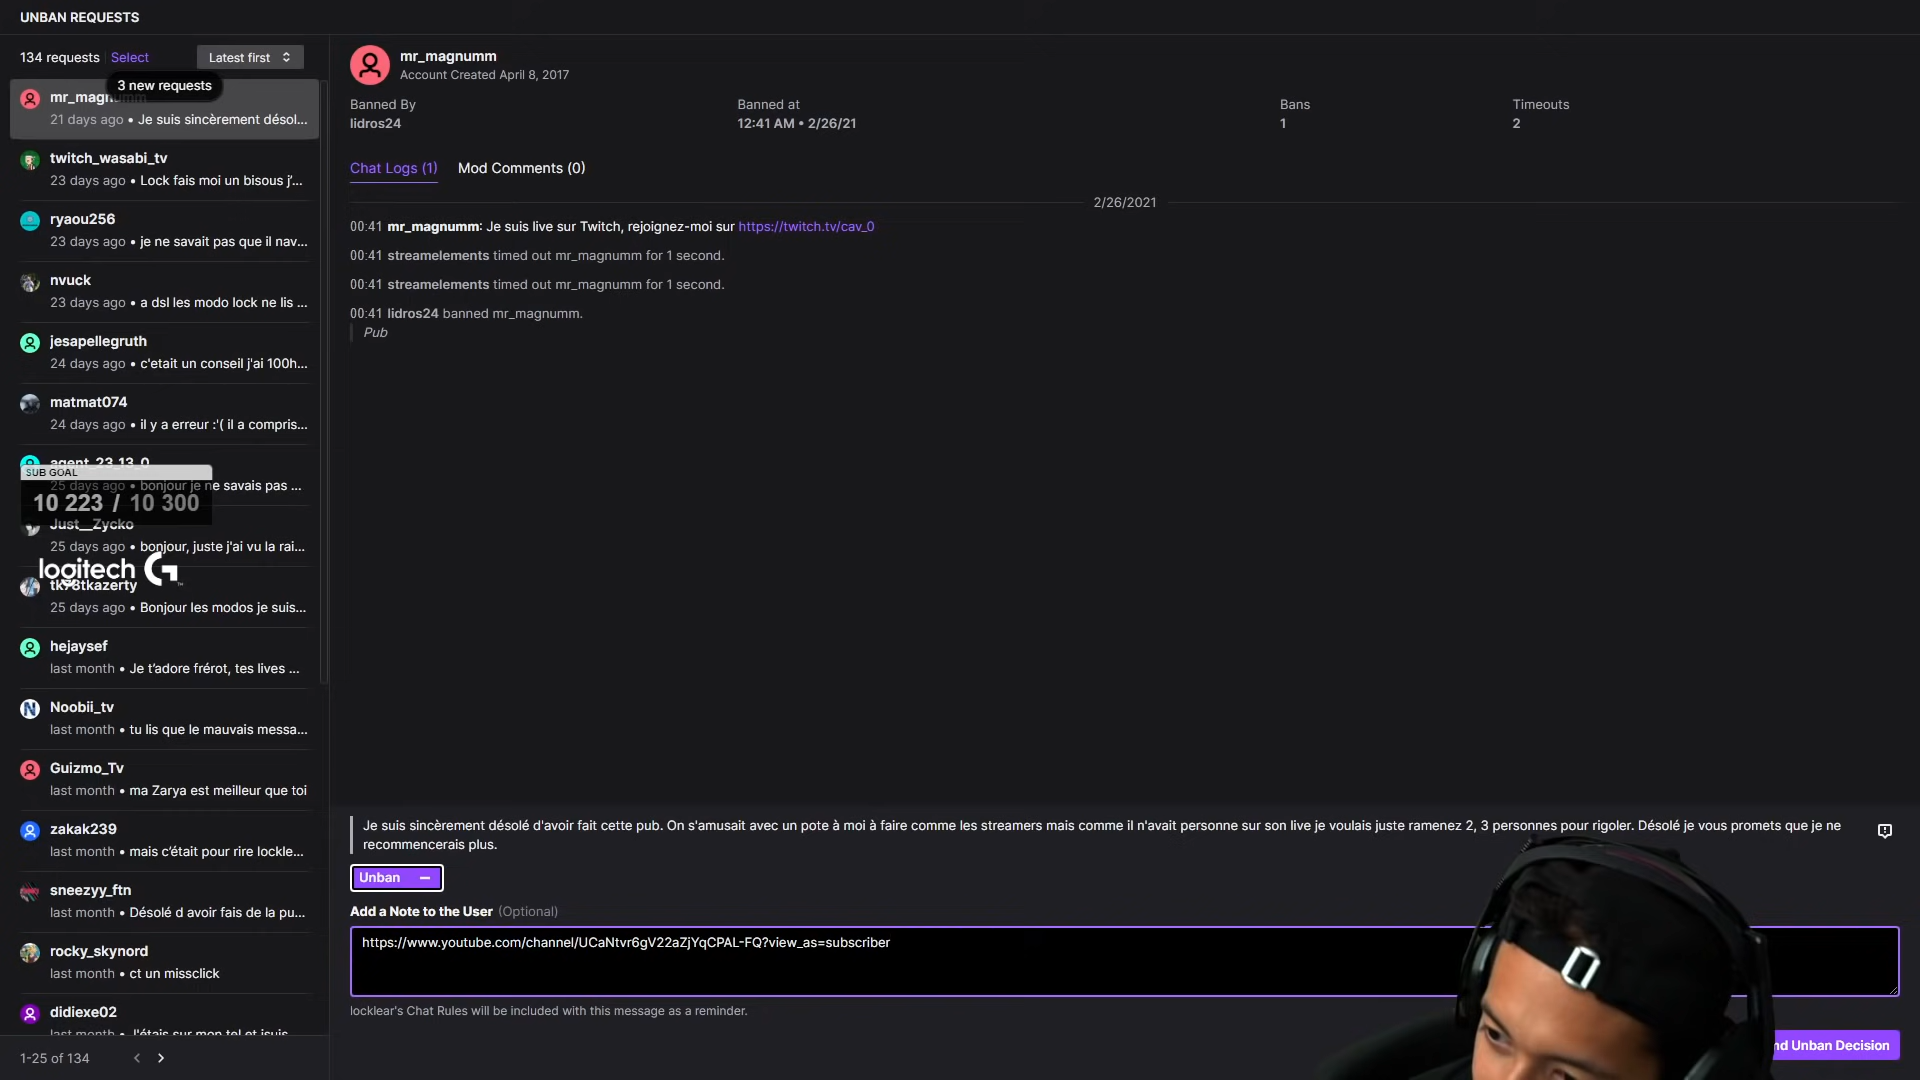 UNBAN REQUESTS
134 requests Select
Latest first
3 new requests
mr_magnumm
21 days ago • Je suis sincèrement désol...
twitch_wasabi_tv
23 days ago • Lock fais moi un bisous j'...
ryaou256
23 days ago • je ne savait pas que il nav...
nvuck
23 days ago • a dsl les modo lock ne lis ...
jesapellegruth
24 days ago • c'etait un conseil j'ai 100h...
matmat074
24 days ago • il y a erreur :'( il a compris...
agent_23_13_0
SUB GOAL
25 days ago • bonjour je ne savais pas ...
10 223 / 10 300
Just__Zycko
25 days ago • bonjour, juste j'ai vu la rai...
logitech G
tk98tkazerty
25 days ago • Bonjour les modos je suis...
hejaysef
last month • Je t'adore frérot, tes lives ...
Noobii_tv
last month • tu lis que le mauvais messa...
Guizmo_Tv
last month • ma Zarya est meilleur que toi
zakak239
last month • mais c'était pour rire lockle...
sneezyy_ftn
last month • Désolé d avoir fais de la pu...
rocky_skynord
last month • ct un missclick
didiexe02
last month • J'étais sur mon tel et jsuis
1-25 of 134
mr_magnumm
Account Created April 8, 2017
Banned By
lidros24
Banned at
12:41 AM • 2/26/21
Bans
1
Timeouts
2
Chat Logs (1) Mod Comments (0)
2/26/2021
00:41 mr_magnumm: Je suis live sur Twitch, rejoignez-moi sur https://twitch.tv/cav_0
00:41 streamelements timed out mr_magnumm for 1 second.
00:41 streamelements timed out mr_magnumm for 1 second.
00:41 lidros24 banned mr_magnumm.
Pub
Je suis sincèrement désolé d'avoir fait cette pub. On s'amusait avec un pote à moi à faire comme les streamers mais comme il n'avait personne sur son live je voulais juste ramenez 2, 3 personnes pour rigoler. Désolé je vous promets que je ne
recommencerais plus.
Unban
Add a Note to the User (Optional)
https://www.youtube.com/channel/UCaNtvr6gV22aZjYqCPAL-FQ?view_as=subscriber
locklear's Chat Rules will be included with this message as a reminder.
nd Unban Decision